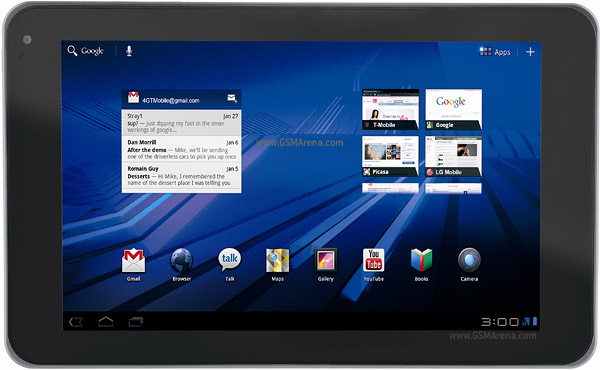 Google
Apps
4GTMobile@gmail.com
Stray1 Jan 27
sup? — Just dipping my foot in the inner
workings of google...
Dan Morrill Jan 6
After the demo — Mike, we'll be sending
one of the driverless cars to pick you up once
Romain Guy Jan 5
Desserts — Hi Mike, I remembered the
name of the dessert place I was telling you
www.GSMArena.com
Google
T-Mobile
Google
Picasa
LG Mobile
talk
You
Tube
Gmail
Browser
Talk
Maps
Gallery
YouTube
Books
Camera
3:00
www.GSMArena.com